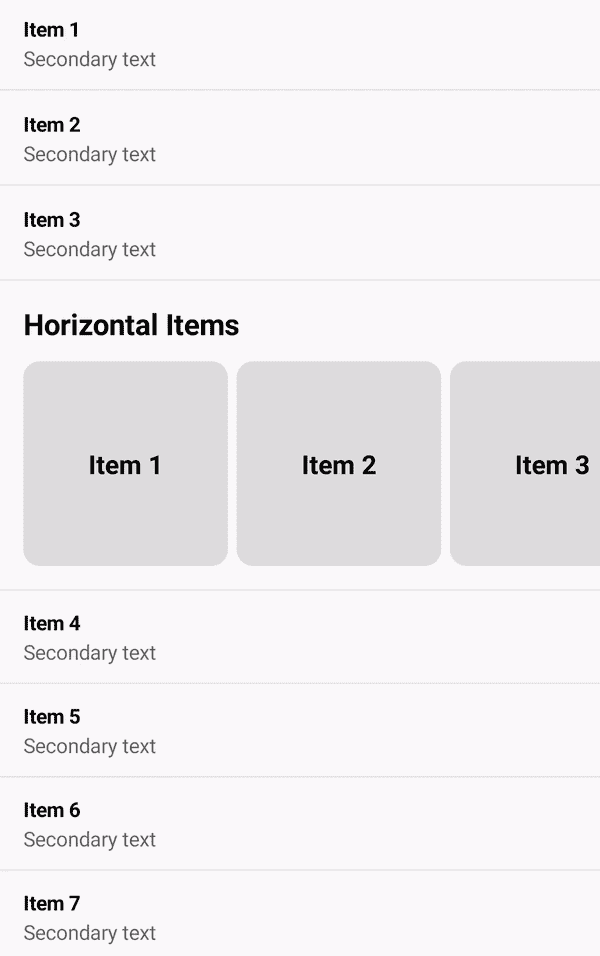 Item 1
Secondary text
Item 2
Secondary text
Item 3
Secondary text
Horizontal Items
Item 1
Item 2
Item 3
Item 4
Secondary text
Item 5
Secondary text
Item 6
Secondary text
Item 7
Secondary text